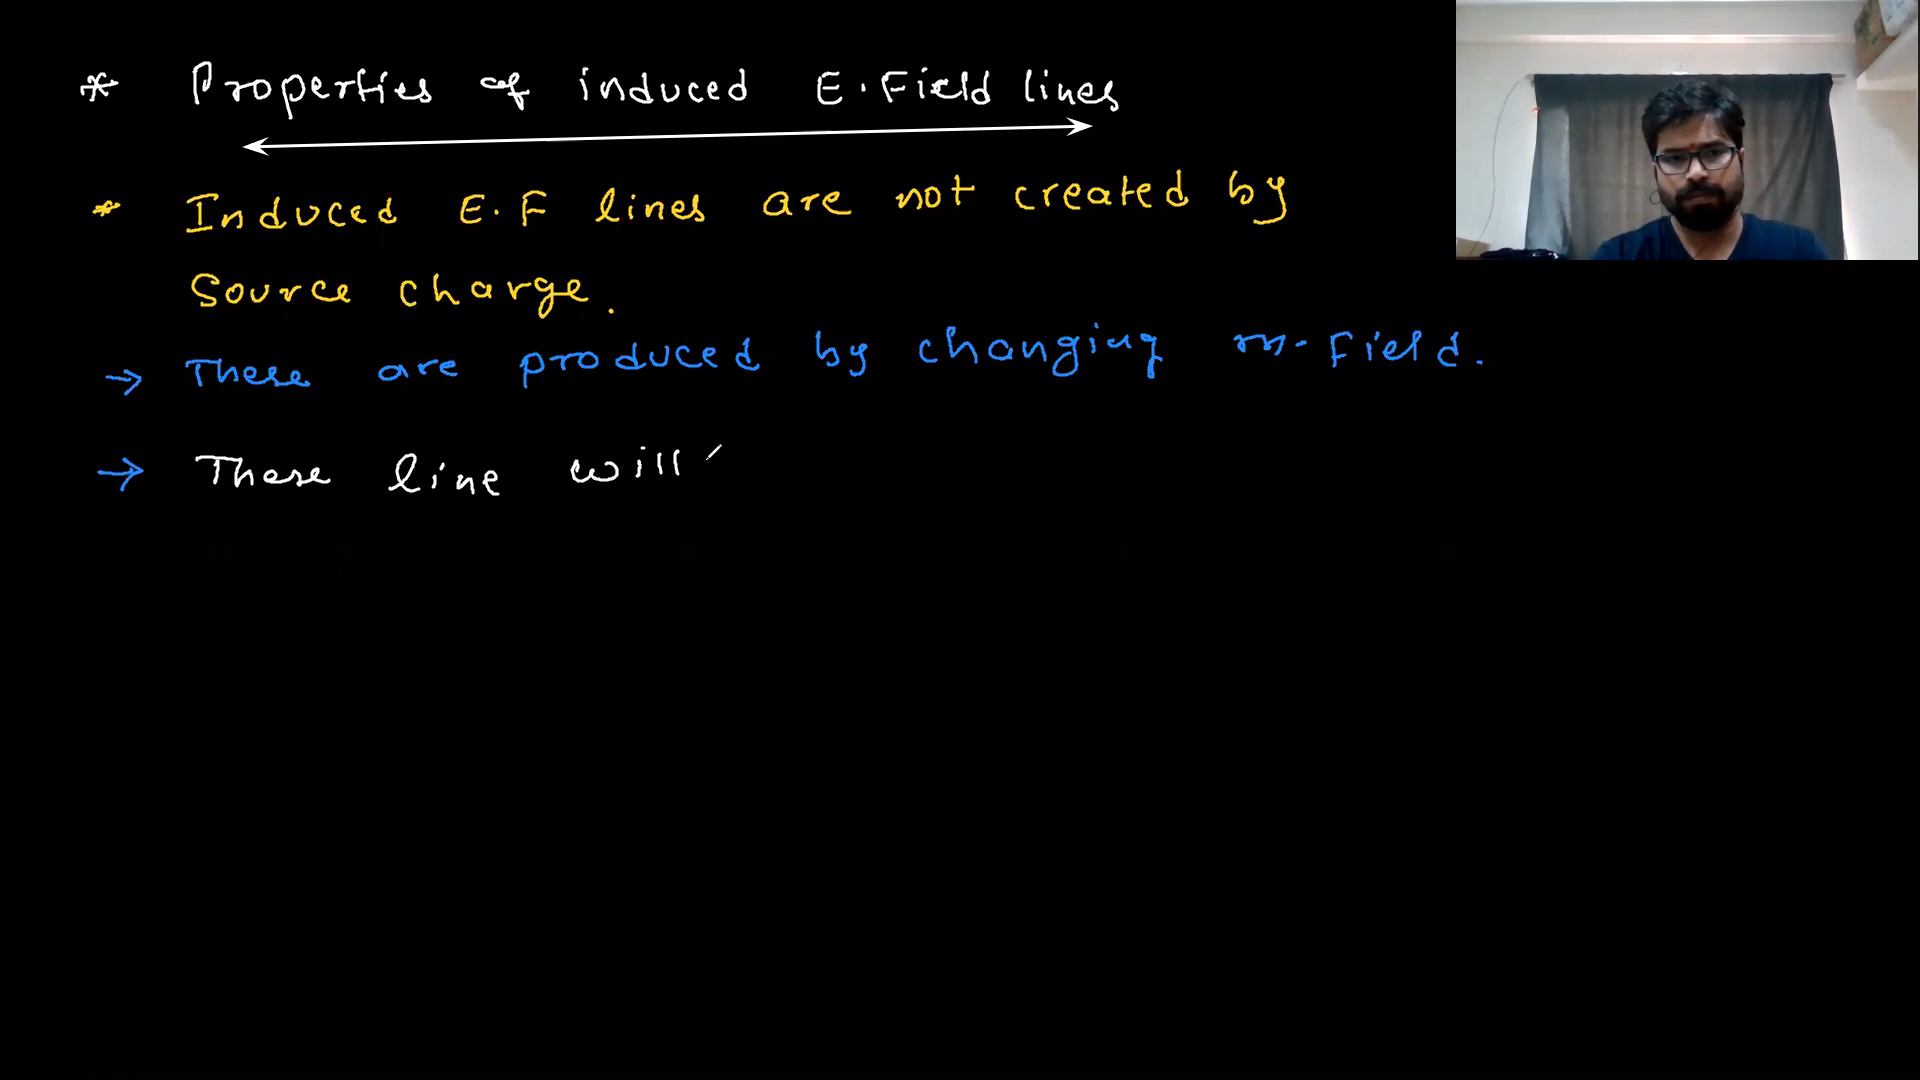 * Properties of induced E.Field lines
* Induced E.F lines are not created by
Source charge.
→ These are produced by changing m.Field.
→ These line will